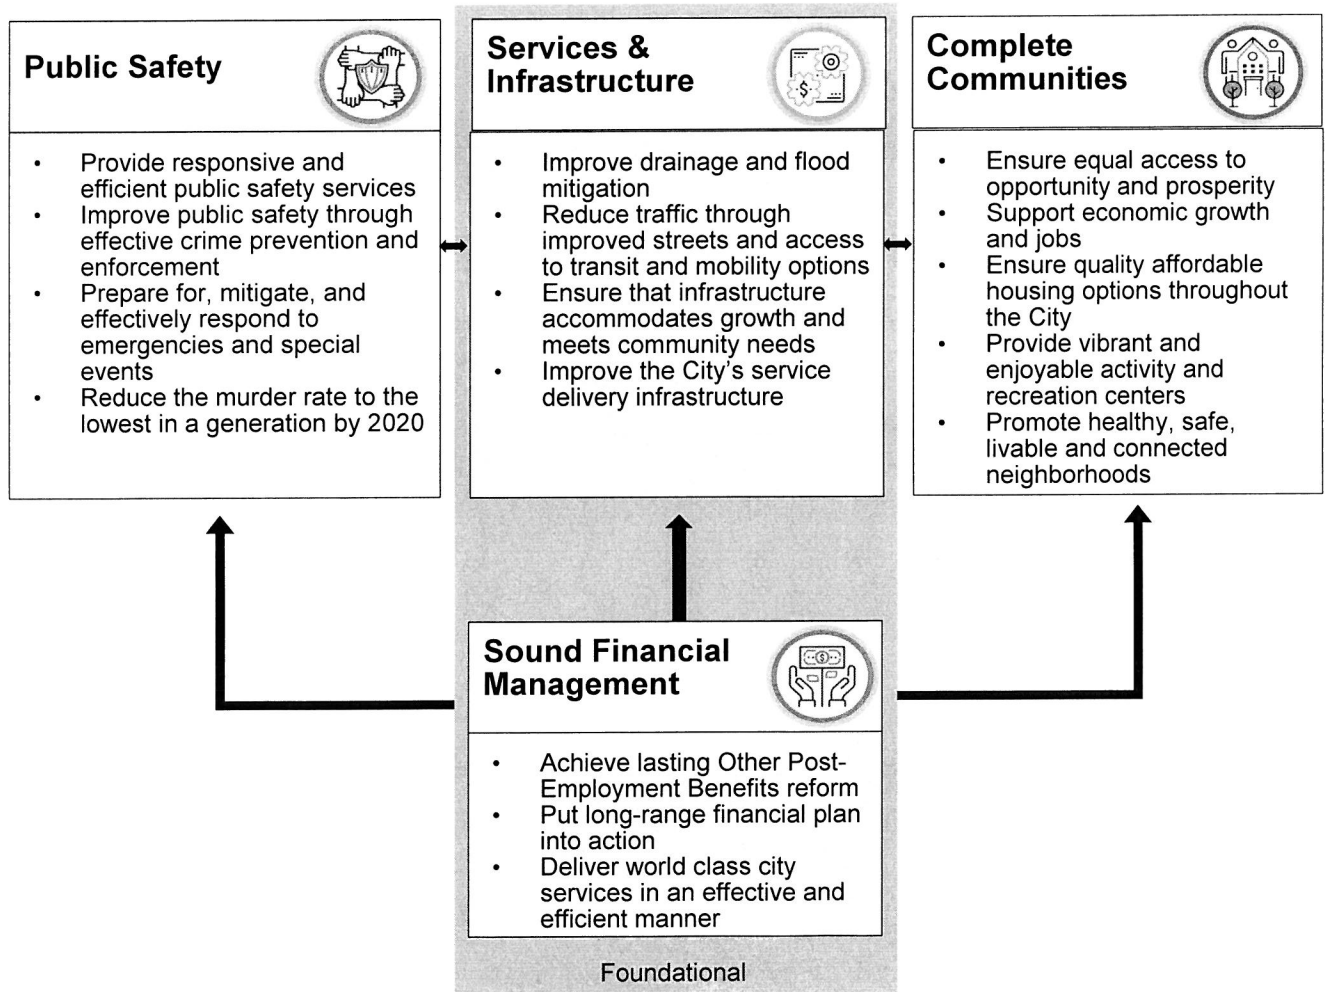 Public Safety
• Provide responsive and
efficient public safety services
• Improve public safety through
effective crime prevention and
enforcement
• Prepare for, mitigate, and
effectively respond to
emergencies and special
events
• Reduce the murder rate to the
lowest in a generation by 2020
Services &
Infrastructure
$
• Improve drainage and flood
mitigation
• Reduce traffic through
improved streets and access
to transit and mobility options
• Ensure that infrastructure
accommodates growth and
meets community needs
• Improve the City's service
delivery infrastructure
Complete
Communities
• Ensure equal access to
opportunity and prosperity
• Support economic growth
and jobs
• Ensure quality affordable
housing options throughout
the City
• Provide vibrant and
enjoyable activity and
recreation centers
• Promote healthy, safe,
livable and connected
neighborhoods
Sound Financial
Management
$
• Achieve lasting Other Post-
Employment Benefits reform
• Put long-range financial plan
into action
• Deliver world class city
services in an effective and
efficient manner
Foundational